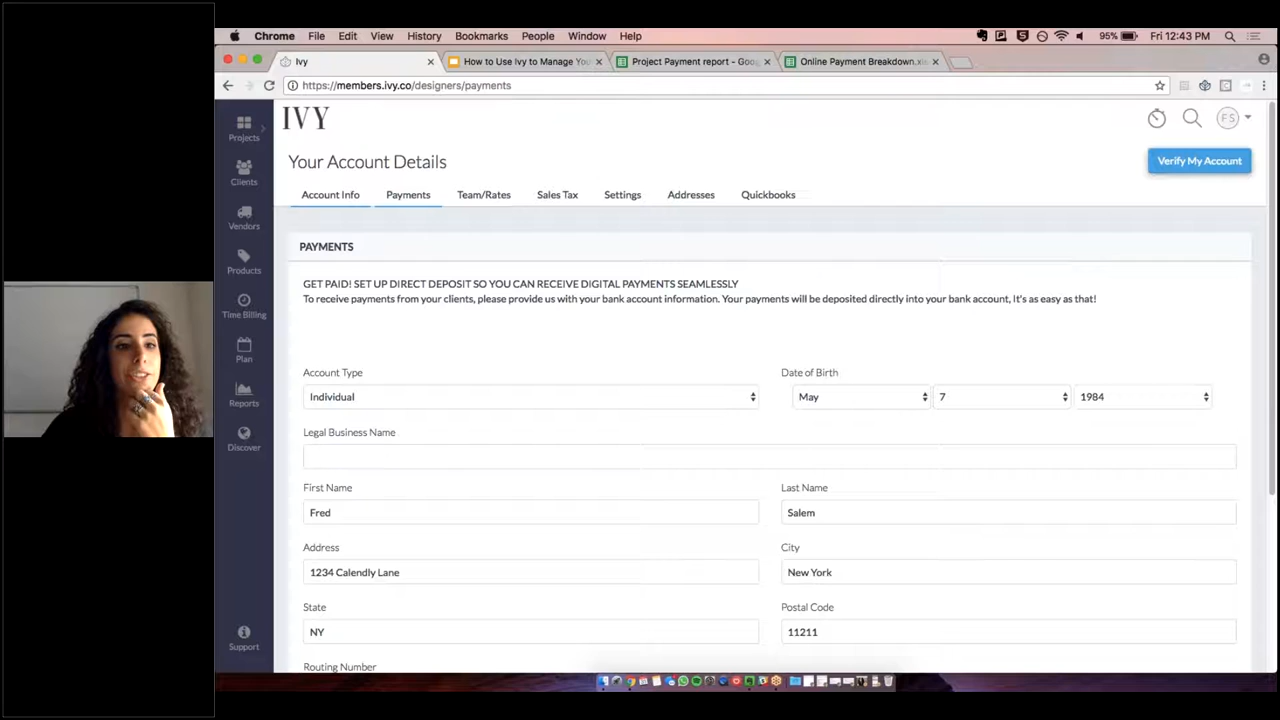 Chrome File Edit View History Bookmarks People Window Help 95% Fri 12:43 PM
Ivy How to Use Ivy to Manage You Project Payment report - Goog Online Payment Breakdown.xl
https://members.ivy.co/designers/payments
IVY FS
Projects
Clients
Vendors
Products
Time Billing
Plan
Reports
Discover
Support
Your Account Details Verify My Account
Account Info Payments Team/Rates Sales Tax Settings Addresses Quickbooks
PAYMENTS
GET PAID! SET UP DIRECT DEPOSIT SO YOU CAN RECEIVE DIGITAL PAYMENTS SEAMLESSLY
To receive payments from your clients, please provide us with your bank account information. Your payments will be deposited directly into your bank account, It's as easy as that!
Account Type Date of Birth
Individual May 7 1984
Legal Business Name
First Name Last Name
Fred Salem
Address City
1234 Calendly Lane New York
State Postal Code
NY 11211
Routing Number